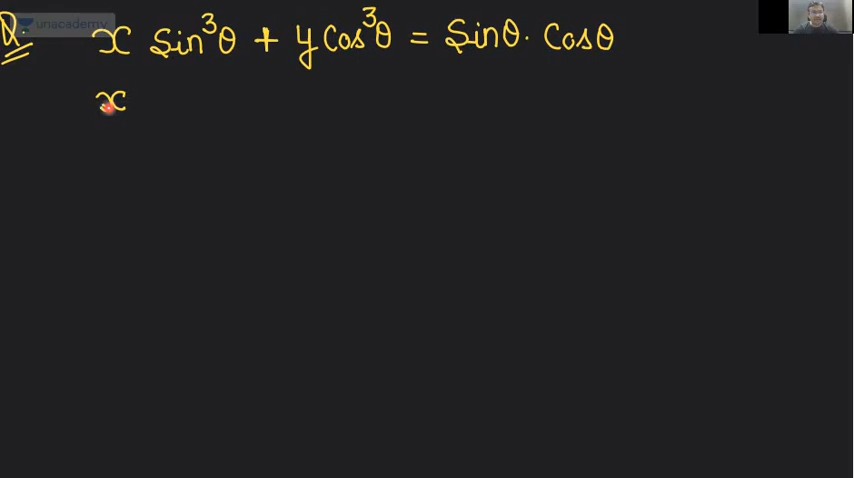 Q. x Sin³θ + y Cos³θ = Sinθ · Cosθ
unacademy
x